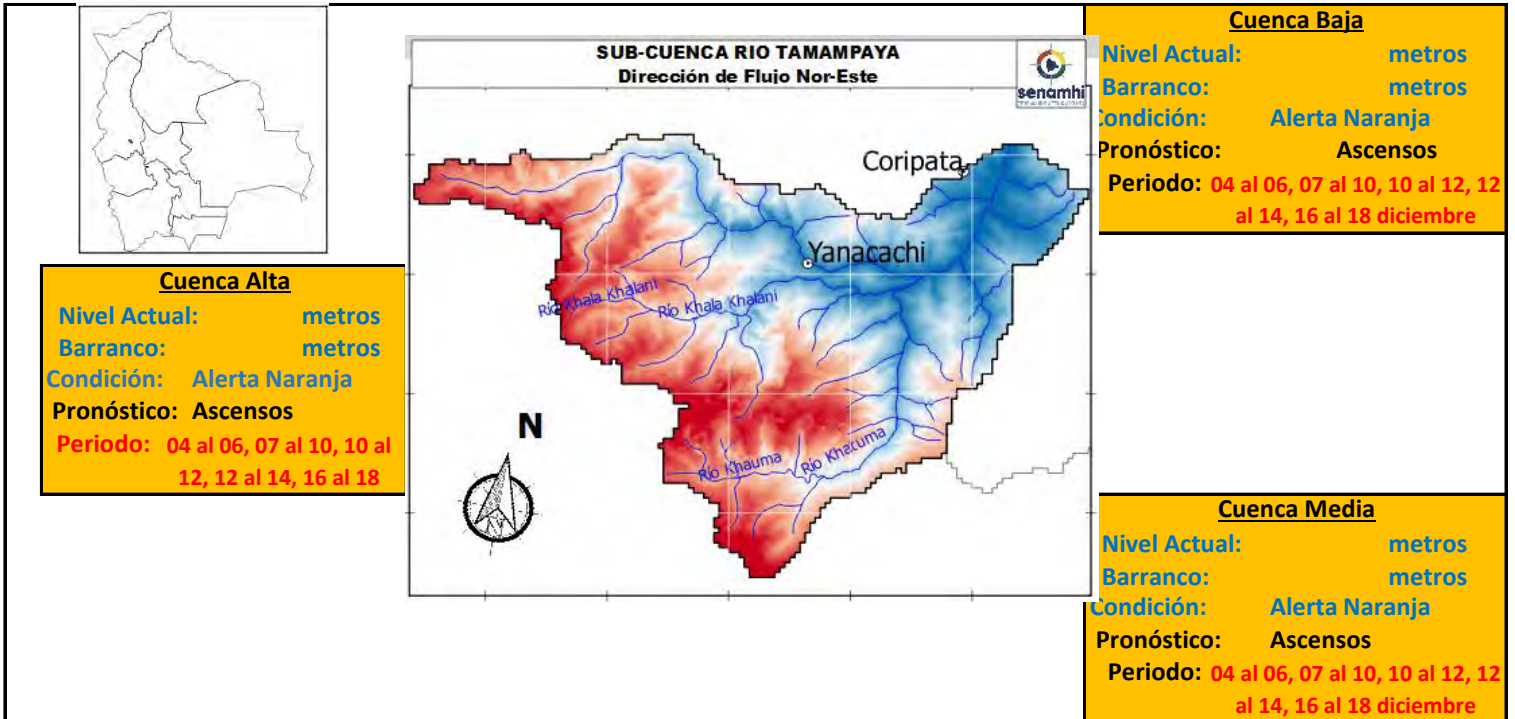 SUB-CUENCA RIO TAMAMPAYA
Dirección de Flujo Nor-Este
senamhi
Coripata
Yanacachi
Río Khala Khalani
Río Khala Khalani
Río Khauma
Río Khatuma
N
Cuenca Alta
Nivel Actual: metros
Barranco: metros
Condición: Alerta Naranja
Pronóstico: Ascensos
Periodo: 04 al 06, 07 al 10, 10 al
12, 12 al 14, 16 al 18
Cuenca Baja
Nivel Actual: metros
Barranco: metros
Condición: Alerta Naranja
Pronóstico: Ascensos
Periodo: 04 al 06, 07 al 10, 10 al 12, 12
al 14, 16 al 18 diciembre
Cuenca Media
Nivel Actual: metros
Barranco: metros
Condición: Alerta Naranja
Pronóstico: Ascensos
Periodo: 04 al 06, 07 al 10, 10 al 12, 12
al 14, 16 al 18 diciembre